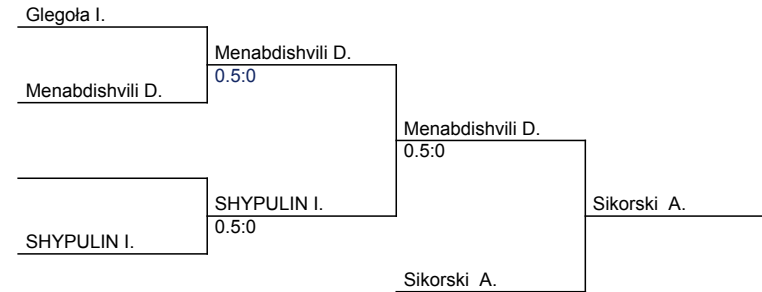 Glegoła I.
Menabdishvili D.
0.5:0
Menabdishvili D.
Menabdishvili D.
0.5:0
SHYPULIN I.
Sikorski  A.
0.5:0
SHYPULIN I.
Sikorski  A.